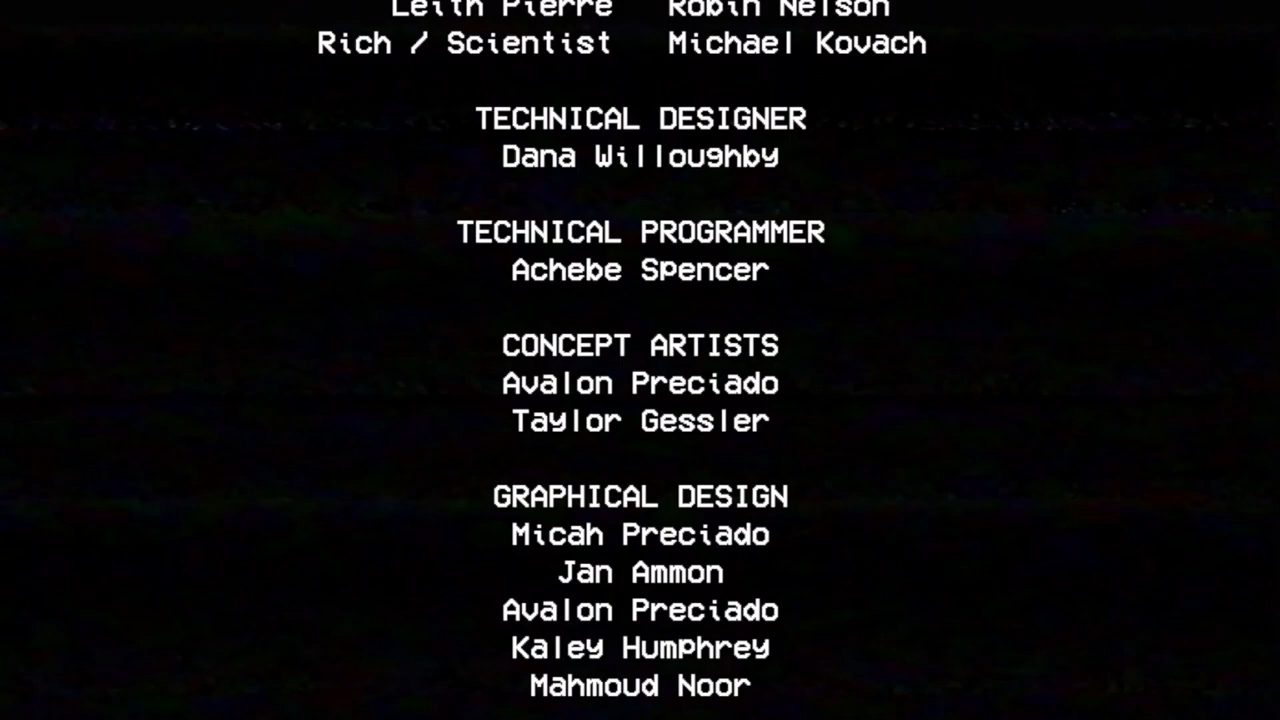 Leith Pierre Robin Nelson
Rich / Scientist Michael Kovach
TECHNICAL DESIGNER
Dana Willoughby
TECHNICAL PROGRAMMER
Achebe Spencer
CONCEPT ARTISTS
Avalon Preciado
Taylor Gessler
GRAPHICAL DESIGN
Micah Preciado
Jan Ammon
Avalon Preciado
Kaley Humphrey
Mahmoud Noor